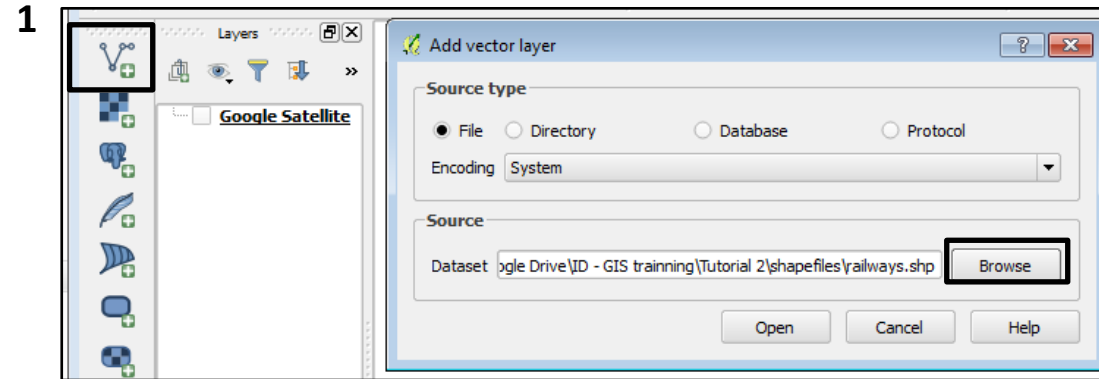 1
Layers
»
Google Satellite
Add vector layer
?
Source type
File Directory Database Protocol
Encoding System
Source
Dataset ogle Drive\ID - GIS trainning\Tutorial 2\shapefiles\railways.shp Browse
Open Cancel Help